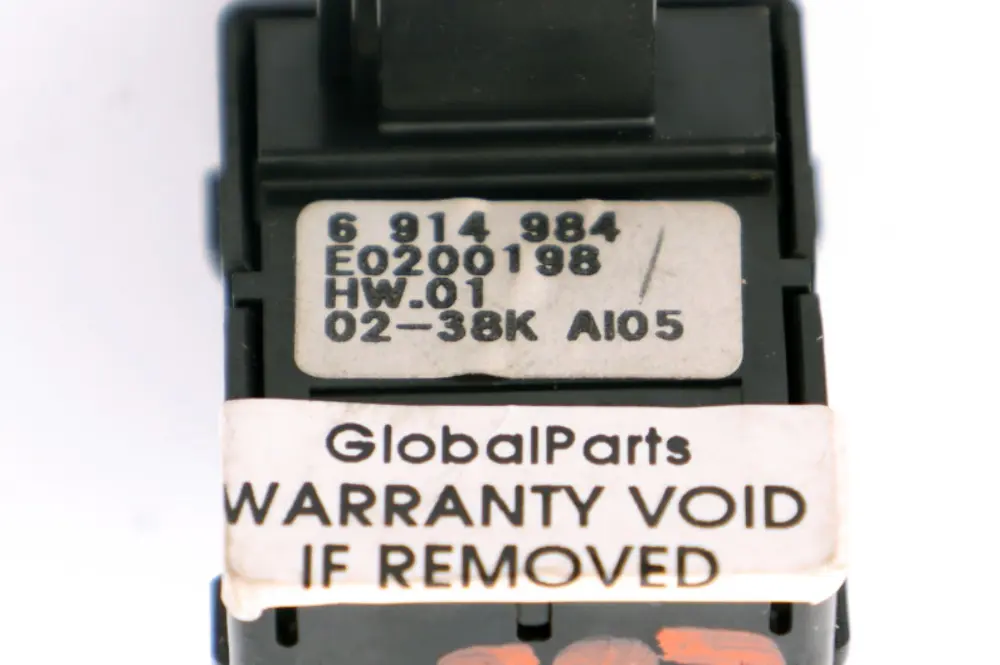 6 914 984
E0200198
HW.01
02-38K AI05
GlobalParts
WARRANTY VOID
IF REMOVED